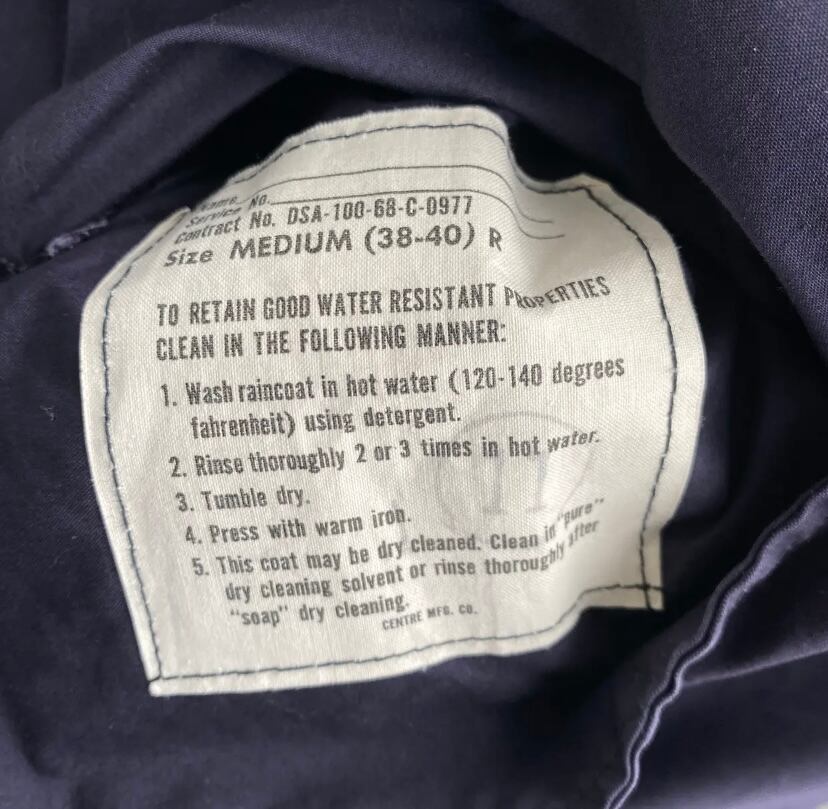 Name
Service No.
Contract No. DSA-100-68-C-0977
Size MEDIUM (38-40) R
TO RETAIN GOOD WATER RESISTANT PROPERTIES
CLEAN IN THE FOLLOWING MANNER:
1. Wash raincoat in hot water (120-140 degrees
fahrenheit) using detergent.
2. Rinse thoroughly 2 or 3 times in hot water.
3. Tumble dry.
4. Press with warm iron.
5. This coat may be dry cleaned. Clean in "pure"
dry cleaning solvent or rinse thoroughly after
"soap" dry cleaning.
CENTRE MFG. CO.